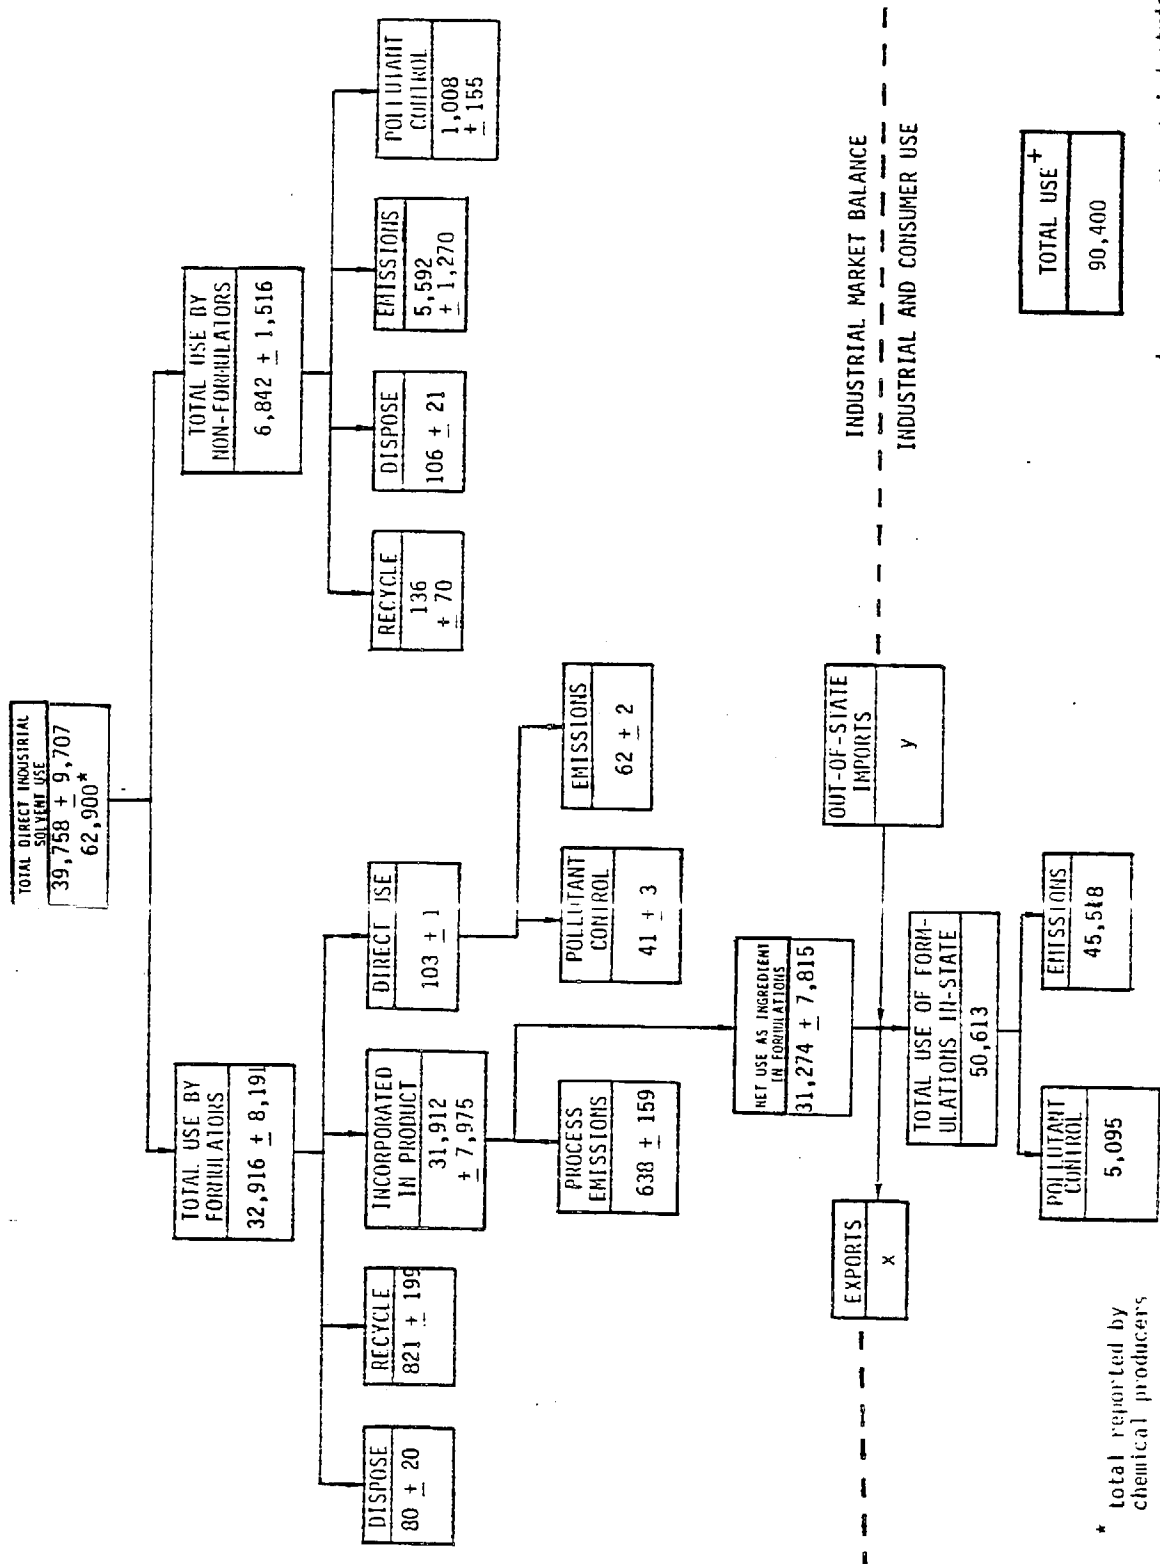 TOTAL DIRECT INDUSTRIAL
SOLVENT USE
39,758 ± 9,707
62,900*
TOTAL USE BY
FORMULATORS
32,916 ± 8,191
TOTAL USE BY
NON-FORMULATORS
6,842 ± 1,516
DISPOSE
80 ± 20
RECYCLE
821 ± 199
INCORPORATED
IN PRODUCT
31,912
± 7,975
DIRECT USE
103 ± 1
RECYCLE
136
± 70
DISPOSE
106 ± 21
EMISSIONS
5,592
± 1,270
POLLUTANT
CONTROL
1,008
± 155
PROCESS
EMISSIONS
638 ± 159
POLLUTANT
CONTROL
41 ± 3
EMISSIONS
62 ± 2
NET USE AS INGREDIENT
IN FORMULATIONS
31,274 ± 7,815
EXPORTS
x
OUT-OF-STATE
IMPORTS
y
INDUSTRIAL MARKET BALANCE
INDUSTRIAL AND CONSUMER USE
TOTAL USE OF FORM-
ULATIONS IN-STATE
50,613
POLLUTANT
CONTROL
5,095
EMISSIONS
45,518
TOTAL USE+
90,400
* total reported by
chemical producers